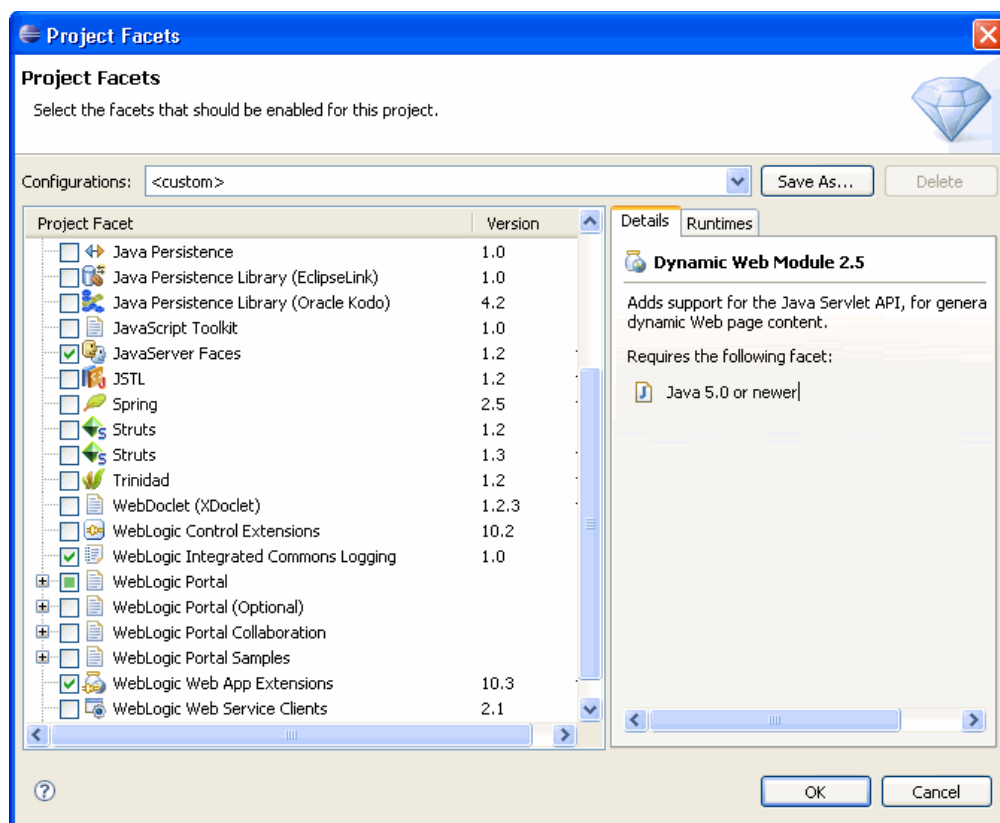 Project Facets
Project Facets
Select the facets that should be enabled for this project.
Configurations: <custom> Save As... Delete
Project Facet Version
Java Persistence 1.0
Java Persistence Library (EclipseLink) 1.0
Java Persistence Library (Oracle Kodo) 4.2
JavaScript Toolkit 1.0
JavaServer Faces 1.2
JSTL 1.2
Spring 2.5
Struts 1.2
Struts 1.3
Trinidad 1.2
WebDoclet (XDoclet) 1.2.3
WebLogic Control Extensions 10.2
WebLogic Integrated Commons Logging 1.0
WebLogic Portal
WebLogic Portal (Optional)
WebLogic Portal Collaboration
WebLogic Portal Samples
WebLogic Web App Extensions 10.3
WebLogic Web Service Clients 2.1
Details Runtimes
Dynamic Web Module 2.5
Adds support for the Java Servlet API, for genera
dynamic Web page content.
Requires the following facet:
Java 5.0 or newer
OK Cancel